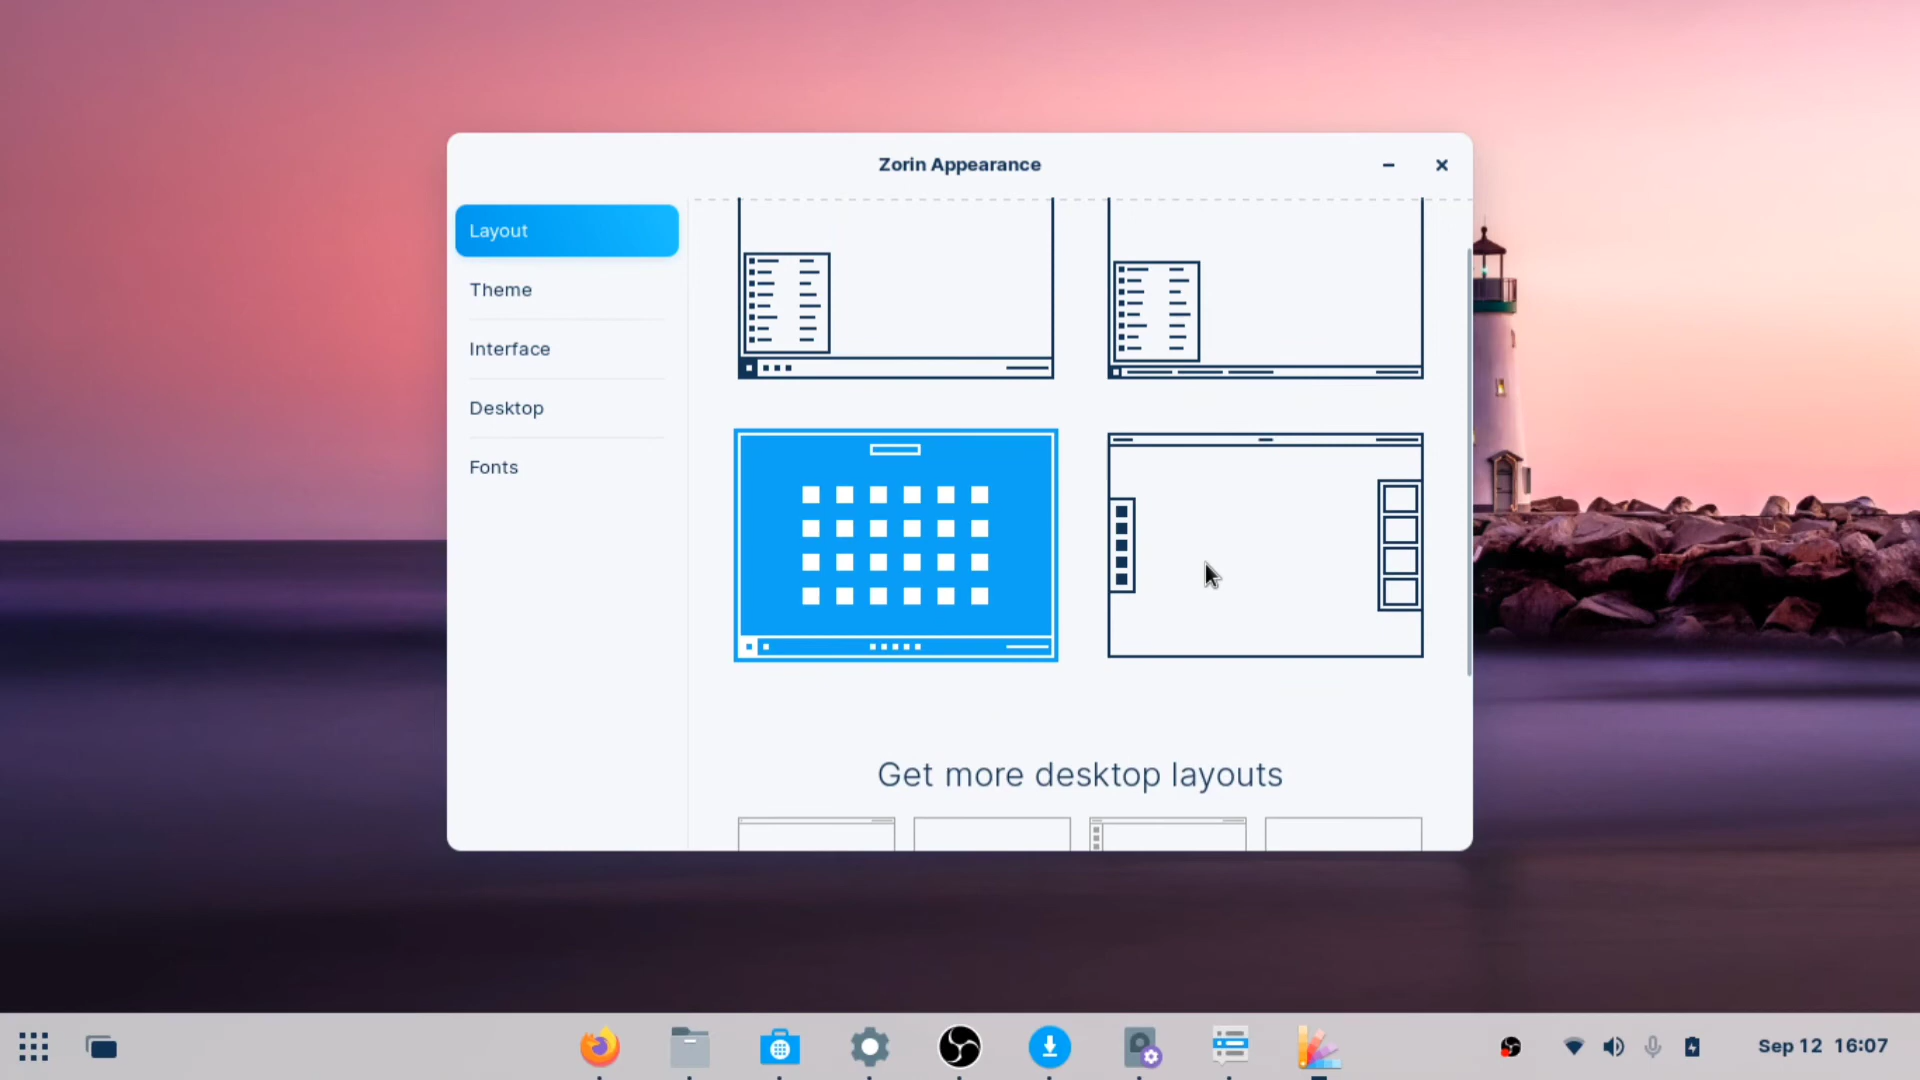 Zorin Appearance
Layout
Theme
Interface
Desktop
Fonts
Get more desktop layouts
Sep 12 16:07